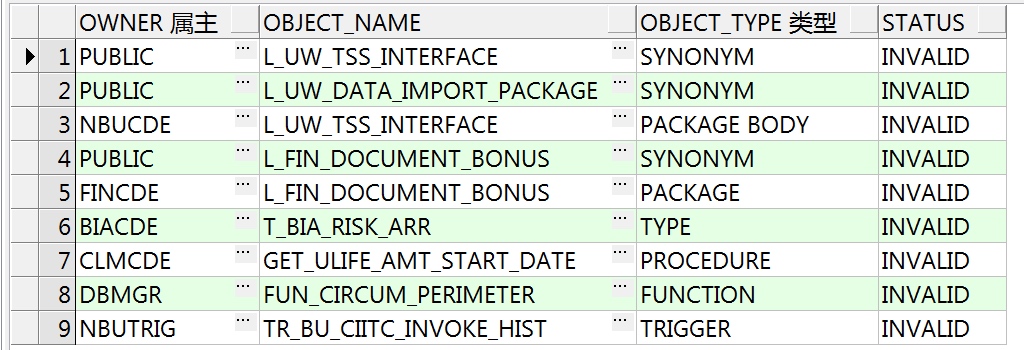 OWNER 属主 OBJECT_NAME OBJECT_TYPE 类型 STATUS
1 PUBLIC ... L_UW_TSS_INTERFACE ... SYNONYM INVALID
2 PUBLIC ... L_UW_DATA_IMPORT_PACKAGE ... SYNONYM INVALID
3 NBUCDE ... L_UW_TSS_INTERFACE ... PACKAGE BODY INVALID
4 PUBLIC ... L_FIN_DOCUMENT_BONUS ... SYNONYM INVALID
5 FINCDE ... L_FIN_DOCUMENT_BONUS ... PACKAGE INVALID
6 BIACDE ... T_BIA_RISK_ARR ... TYPE INVALID
7 CLMCDE ... GET_ULIFE_AMT_START_DATE ... PROCEDURE INVALID
8 DBMGR ... FUN_CIRCUM_PERIMETER ... FUNCTION INVALID
9 NBUTRIG ... TR_BU_CIITC_INVOKE_HIST ... TRIGGER INVALID